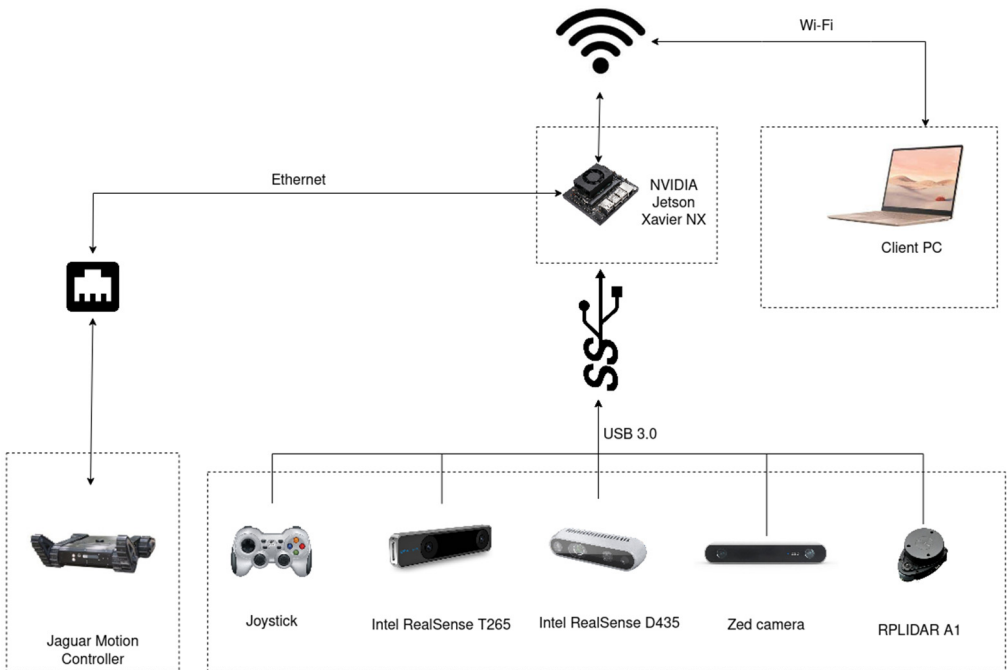 Wi-Fi
Ethernet
NVIDIA
Jetson
Xavier NX
Client PC
SS
USB 3.0
Joystick
Intel RealSense T265
Intel RealSense D435
Zed camera
RPLIDAR A1
Jaguar Motion
Controller